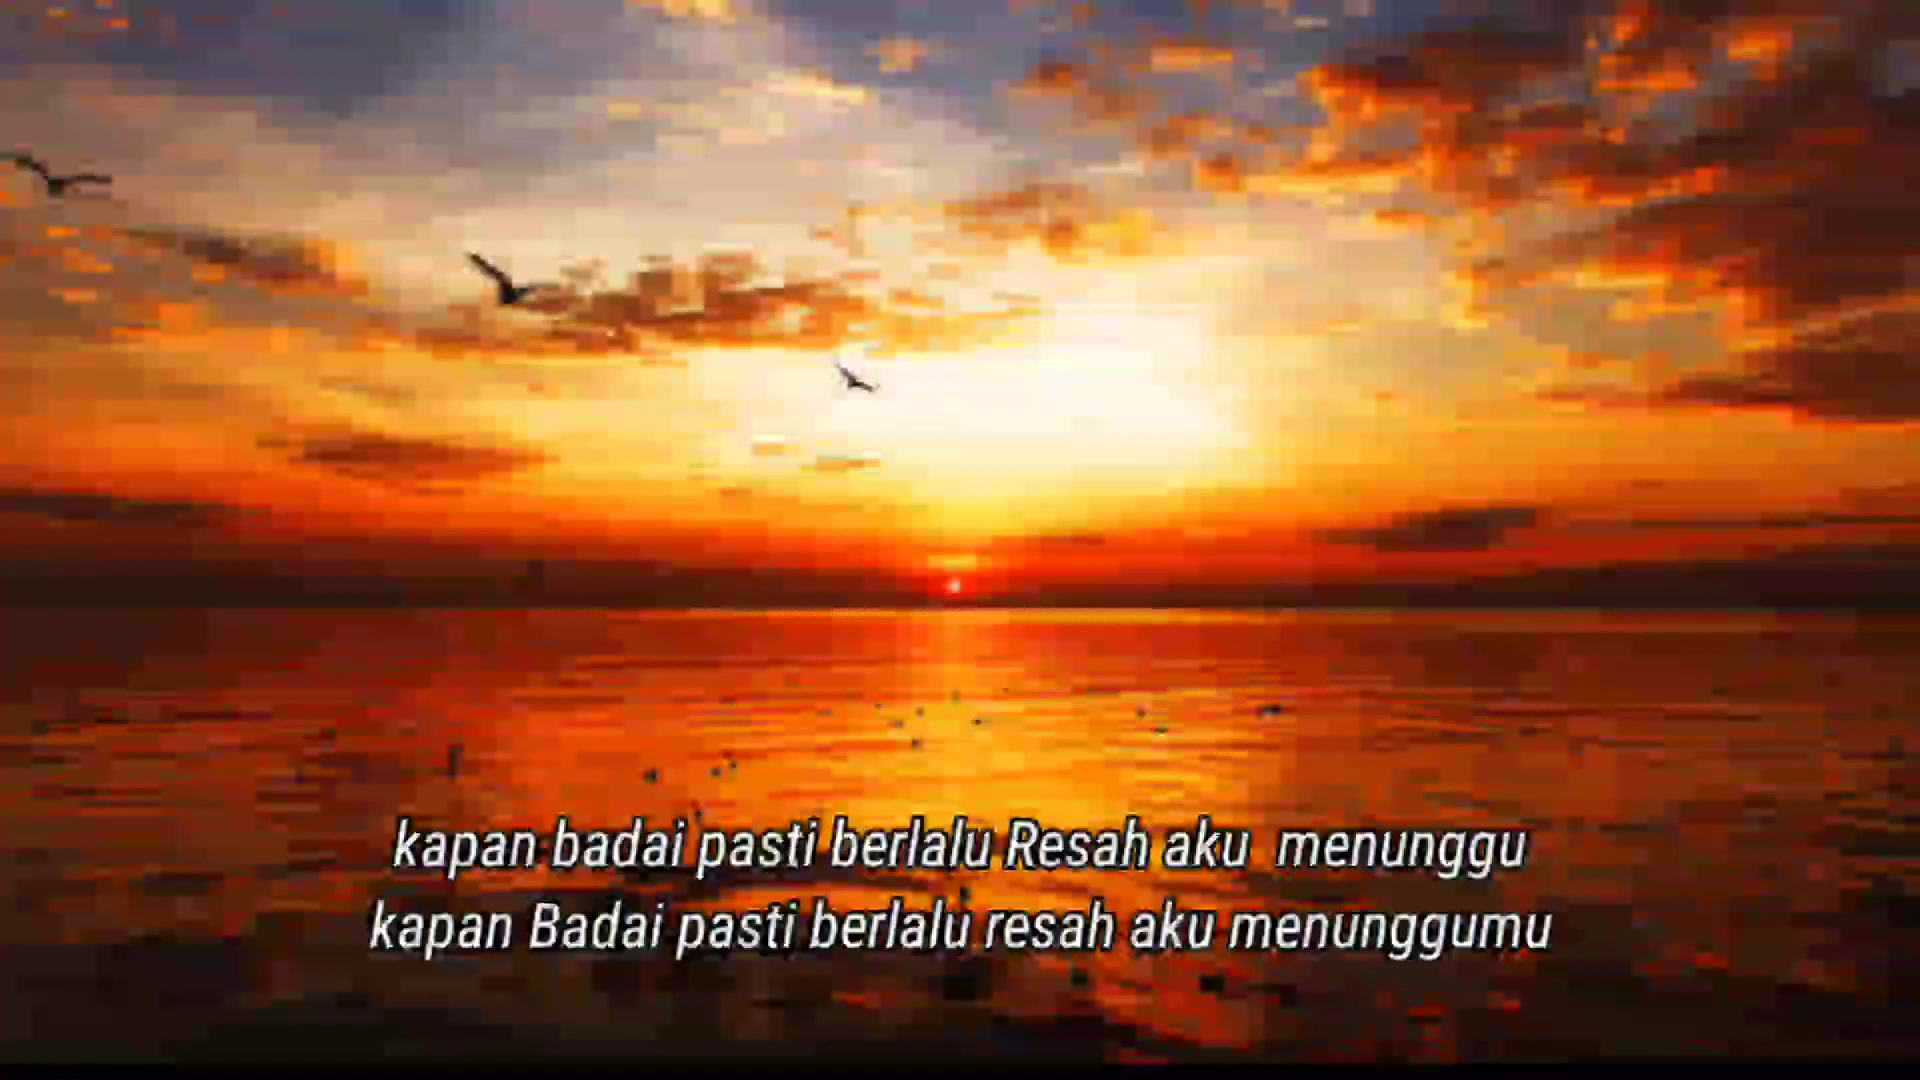 kapan badai pasti berlalu Resah aku  menunggu
kapan Badai pasti berlalu resah aku menunggumu